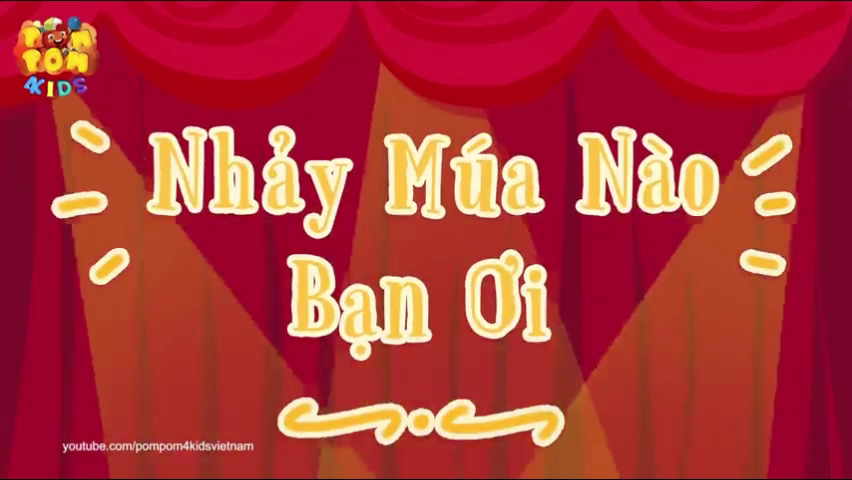 POM
POM
4KIDS
Nhảy Múa Nào
Bạn Ơi
youtube.com/pompom4kidsvietnam